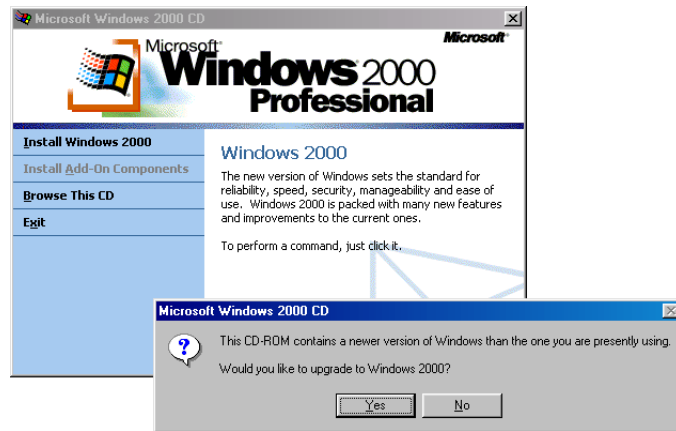 Microsoft Windows 2000 CD
Microsoft
Microsoft
Windows 2000
Professional
Install Windows 2000
Install Add-On Components
Browse This CD
Exit
Windows 2000
The new version of Windows sets the standard for
reliability, speed, security, manageability and ease of
use. Windows 2000 is packed with many new features
and improvements to the current ones.
To perform a command, just click it.
Microsoft Windows 2000 CD
This CD-ROM contains a newer version of Windows than the one you are presently using.
Would you like to upgrade to Windows 2000?
Yes
No